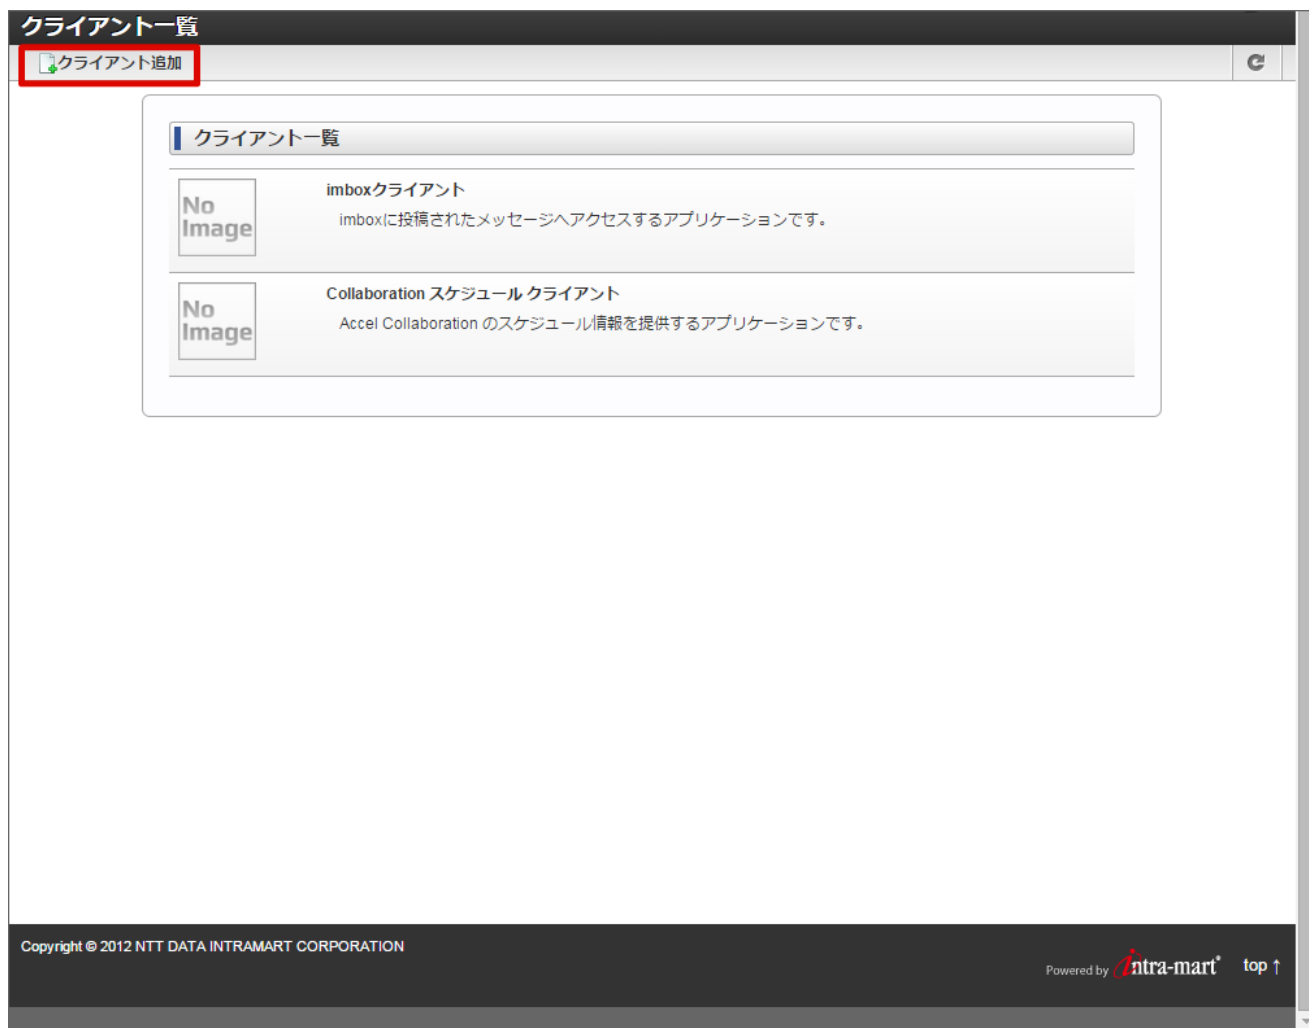 クライアント一覧
クライアント追加
クライアント一覧
No
Image
imboxクライアント
imboxに投稿されたメッセージへアクセスするアプリケーションです。
No
Image
Collaboration スケジュール クライアント
Accel Collaboration のスケジュール情報を提供するアプリケーションです。
Copyright © 2012 NTT DATA INTRAMART CORPORATION
Powered by intra-mart® top ↑